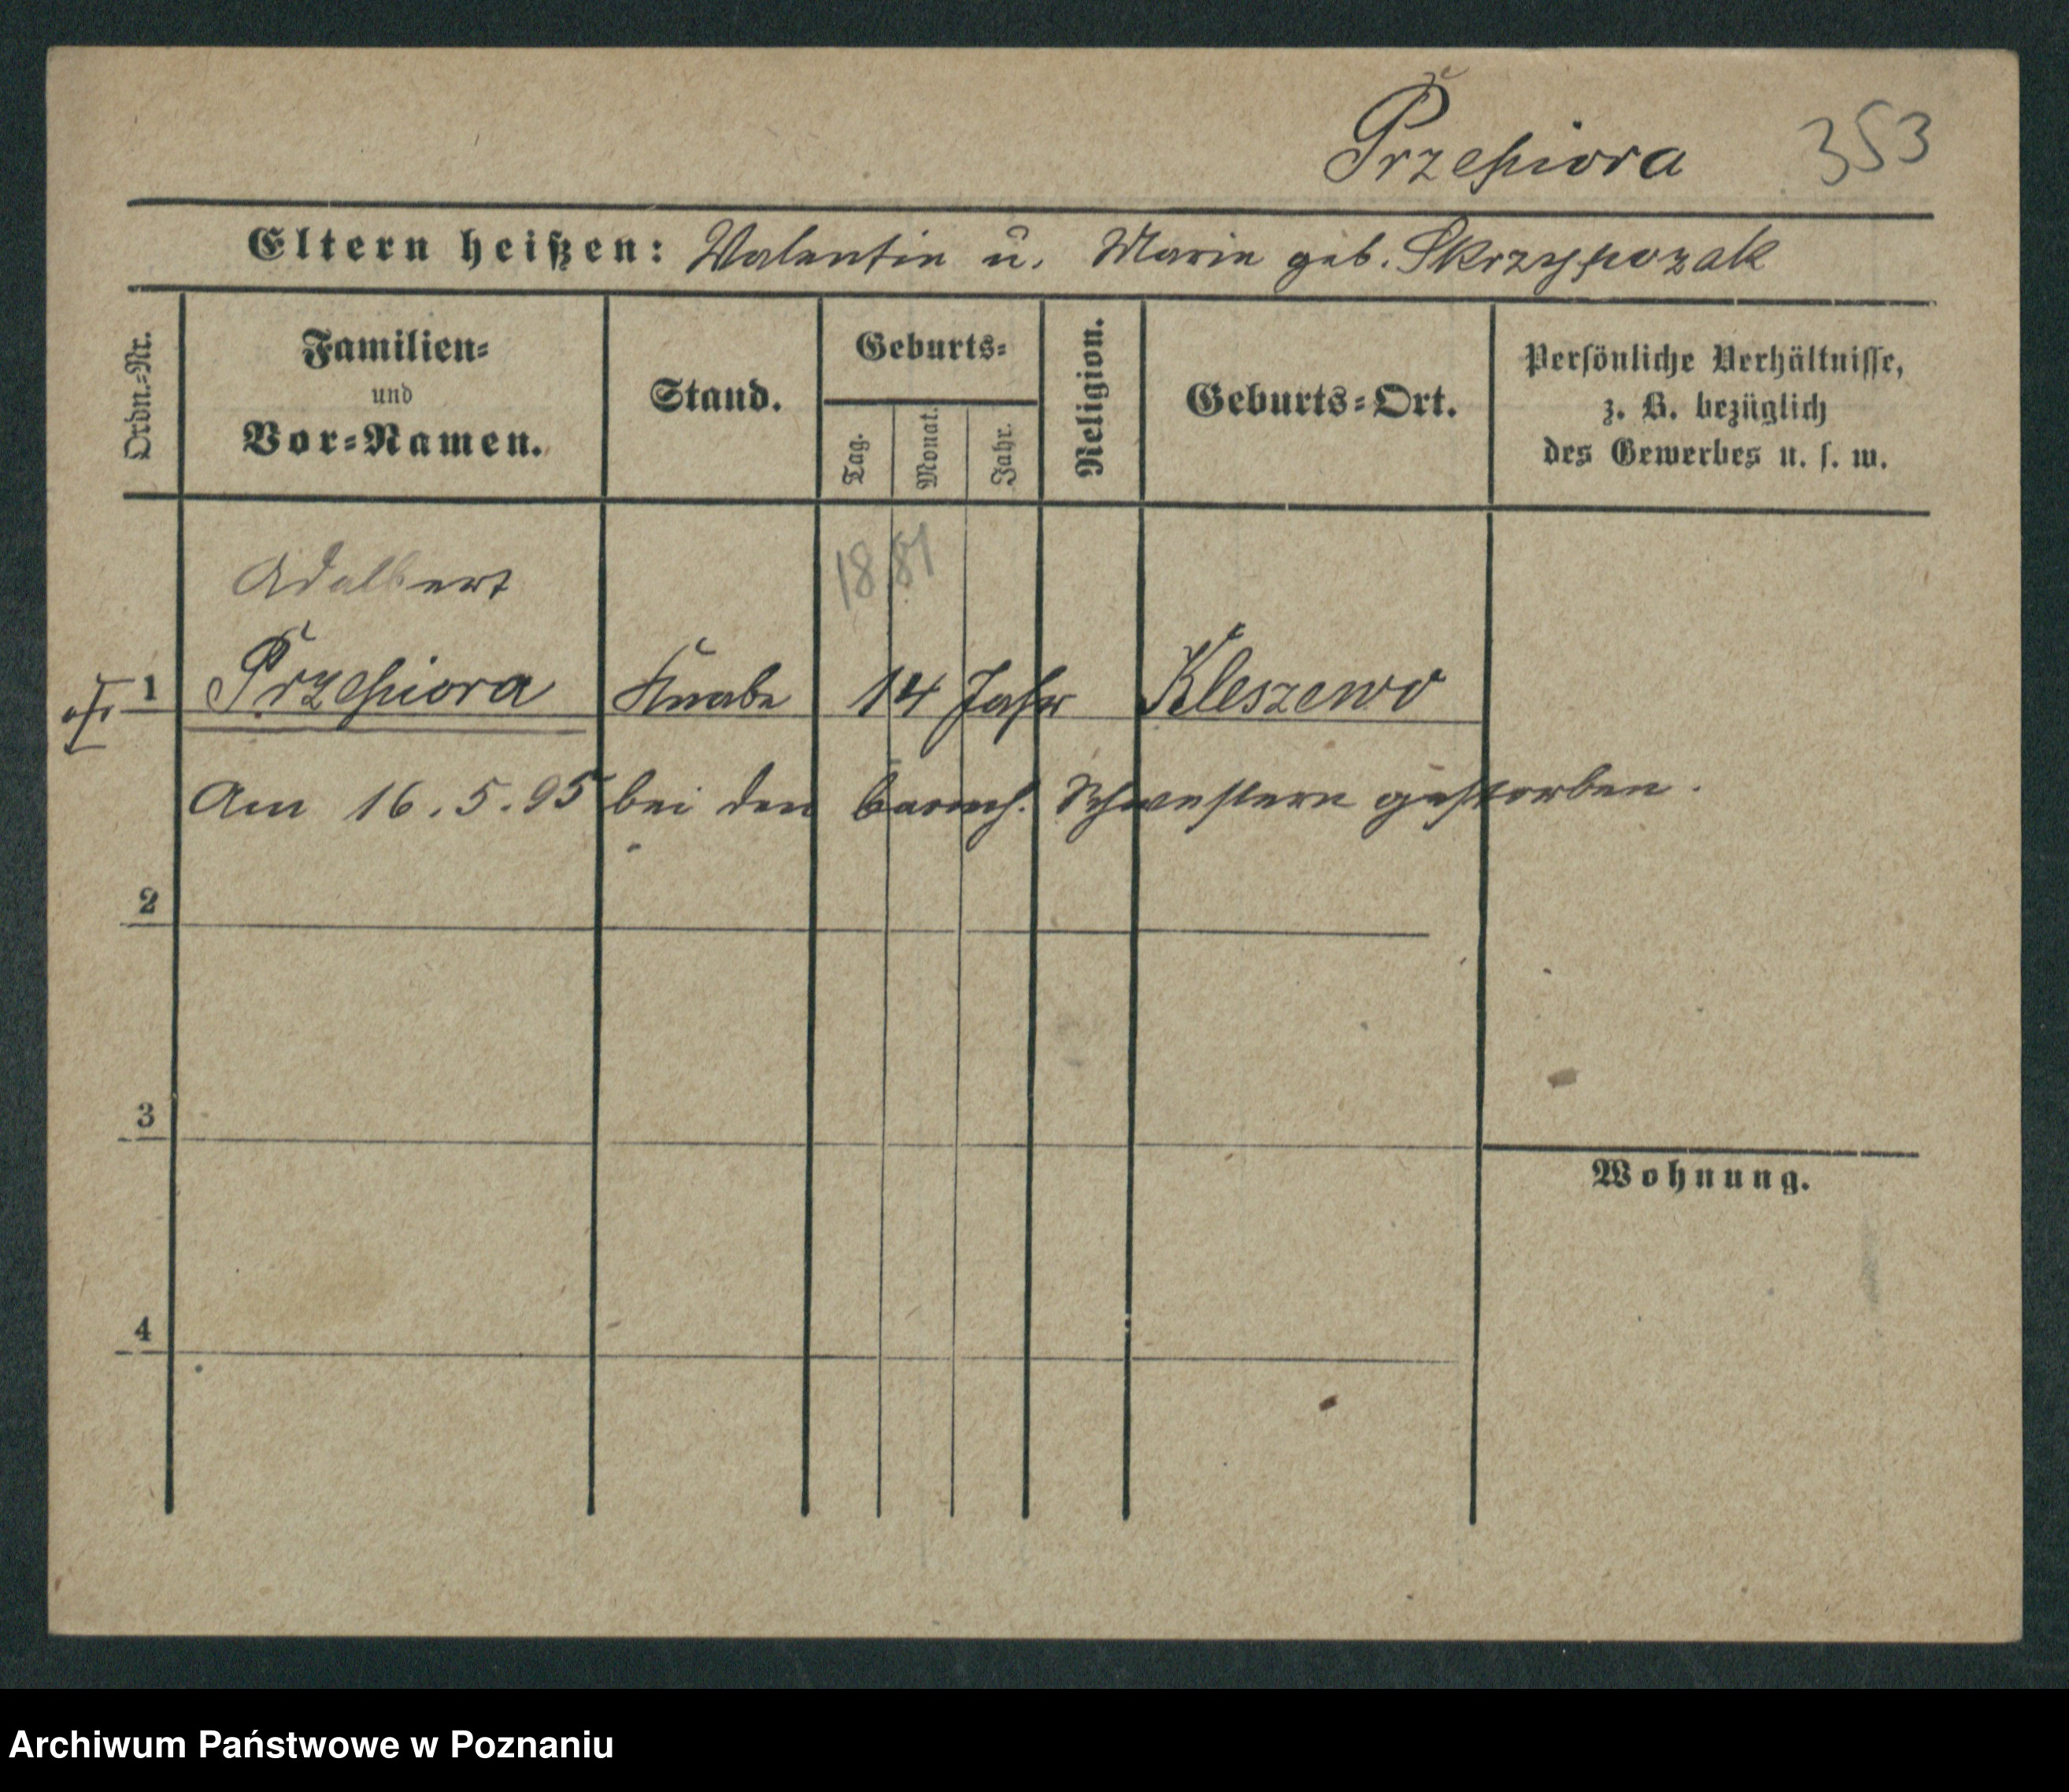 Przepiora 353
Eltern heißen: Valentin u. Marie geb. Skrzypczak
Ordn.-Nr.
Familien-
und
Vor-Namen.
Stand.
Geburts-
Tag.
Monat.
Jahr.
Religion.
Geburts-Ort.
Persönliche Verhältnisse,
z. B. bezüglich
des Gewerbes u. s. w.
Adalbert 1881
1 Przepiora Knabe 14 Jahr Kleszewo
Am 16.5.95 bei den barmh. Schwestern gestorben.
2
3
Wohnung.
4
Archiwum Państwowe w Poznaniu